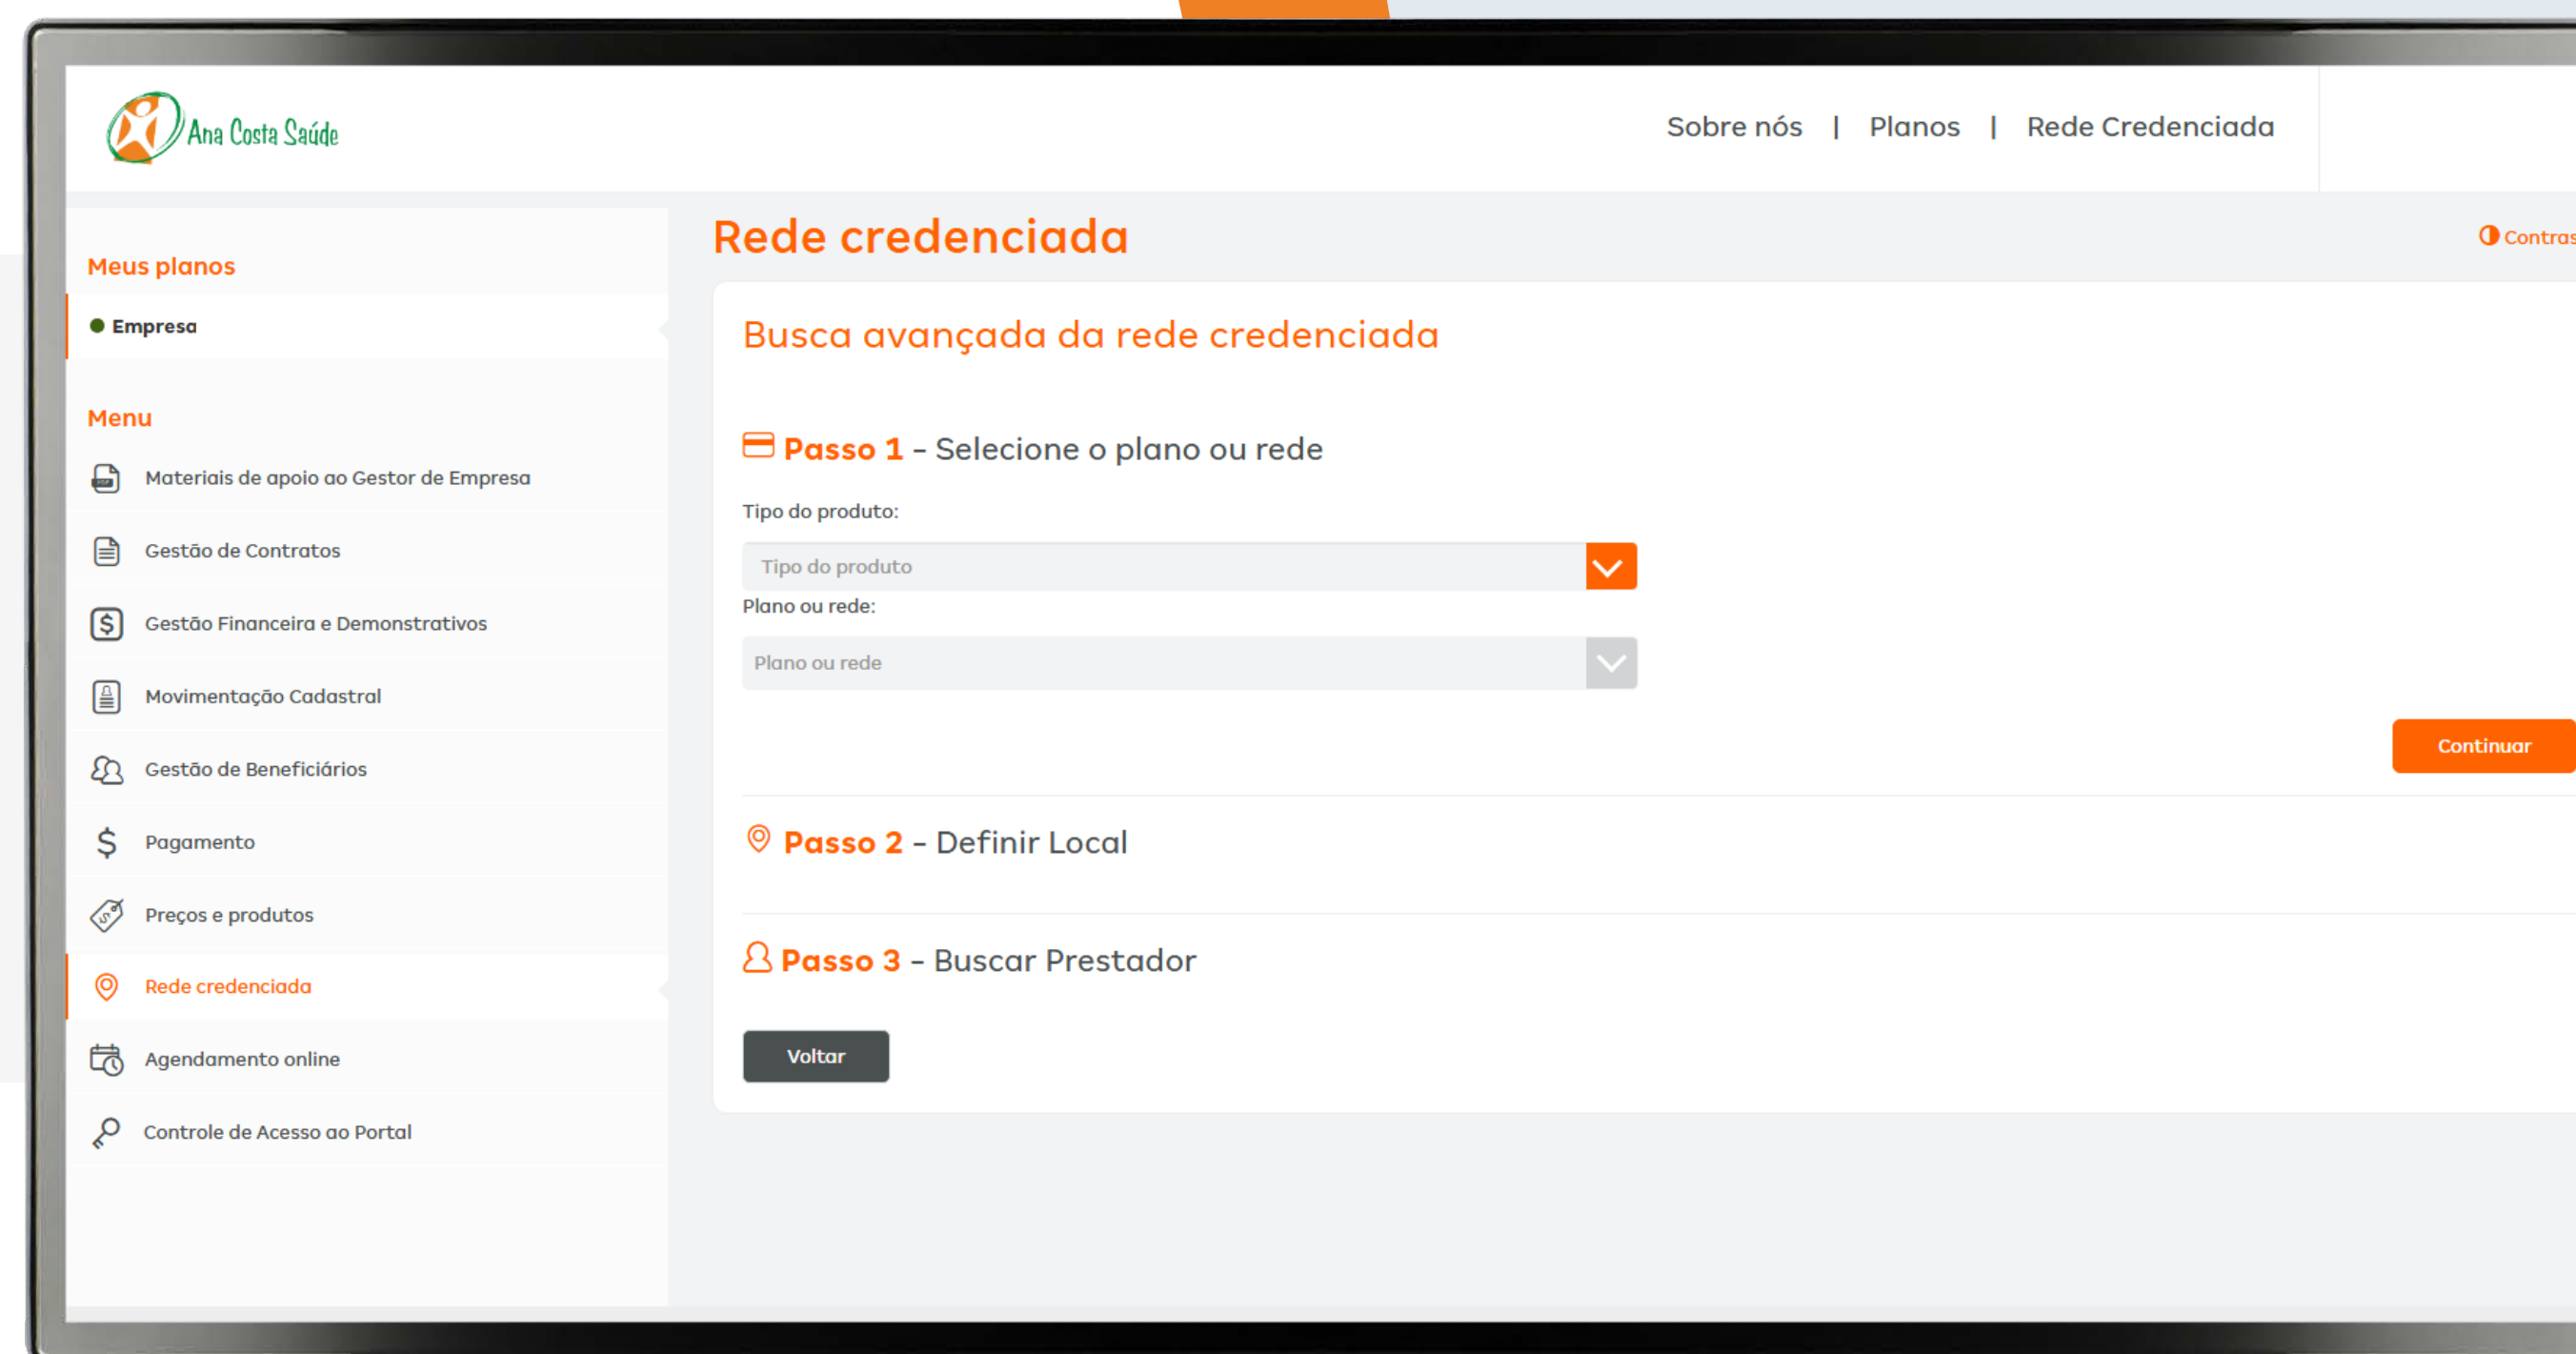 Ana Costa Saúde
Sobre nós | Planos | Rede Credenciada
Meus planos
Empresa
Menu
Materiais de apoio ao Gestor de Empresa
Gestão de Contratos
Gestão Financeira e Demonstrativos
Movimentação Cadastral
Gestão de Beneficiários
Pagamento
Preços e produtos
Rede credenciada
Agendamento online
Controle de Acesso ao Portal
Rede credenciada
Contras
Busca avançada da rede credenciada
Passo 1 - Selecione o plano ou rede
Tipo do produto:
Tipo do produto
Plano ou rede:
Plano ou rede
Continuar
Passo 2 - Definir Local
Passo 3 - Buscar Prestador
Voltar